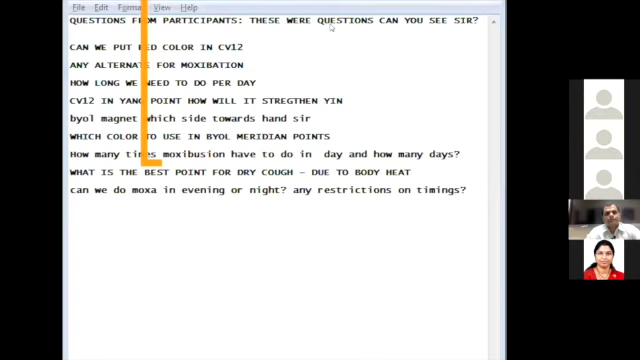 File Edit Format View Help
QUESTIONS FROM PARTICIPANTS: THESE WERE QUESTIONS CAN YOU SEE SIR?
CAN WE PUT RED COLOR IN CV12
ANY ALTERNATE FOR MOXIBATION
HOW LONG WE NEED TO DO PER DAY
CV12 IN YANG POINT HOW WILL IT STREGTHEN YIN
byol magnet which side towards hand sir
WHICH COLOR TO USE IN BYOL MERIDIAN POINTS
How many times moxibusion have to do in day and how many days?
WHAT IS THE BEST POINT FOR DRY COUGH – DUE TO BODY HEAT
can we do moxa in evening or night? any restrictions on timings?